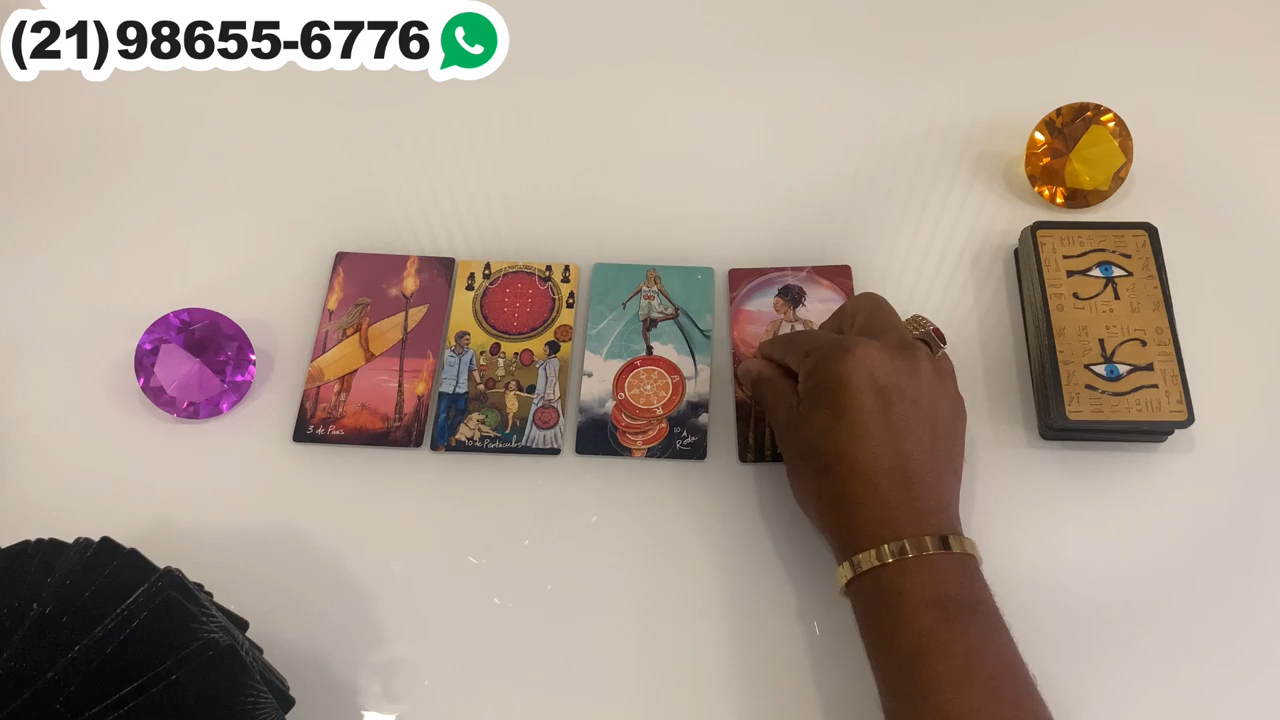 (21)98655-6776
3 de Paus
10 de Pentáculos
10 A
Roda